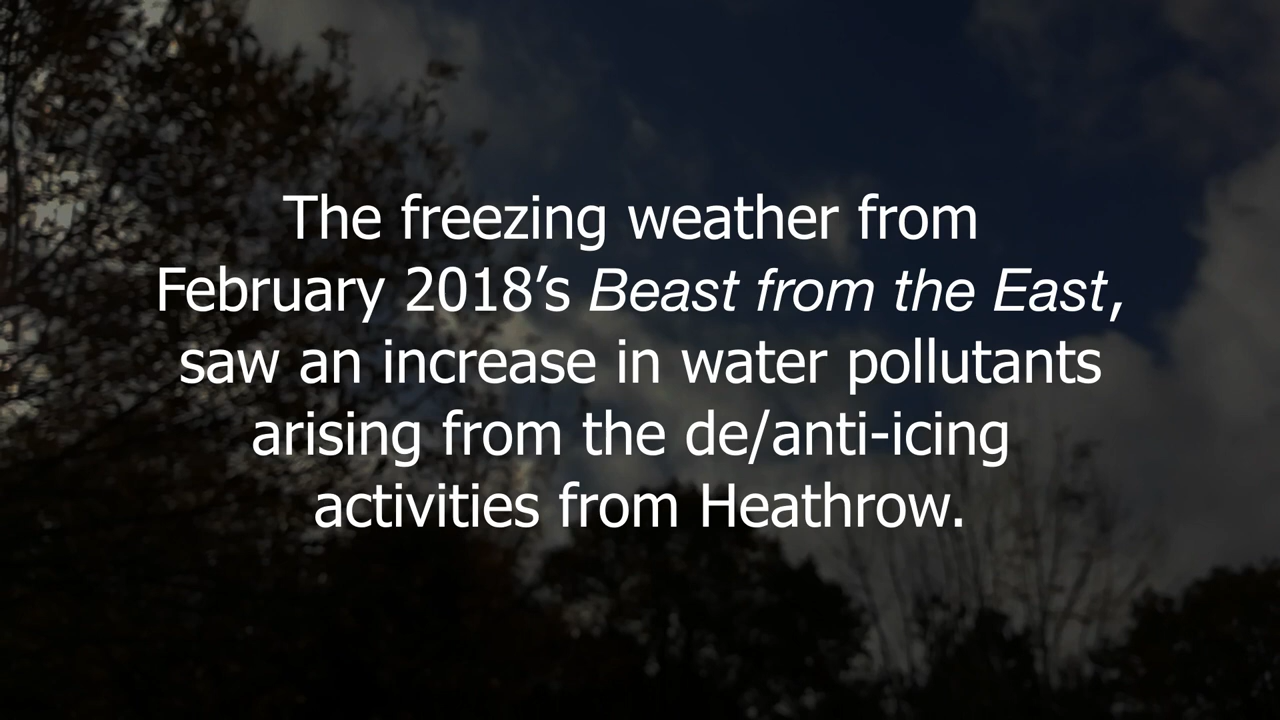 The freezing weather from
February 2018’s Beast from the East,
saw an increase in water pollutants
arising from the de/anti-icing
activities from Heathrow.